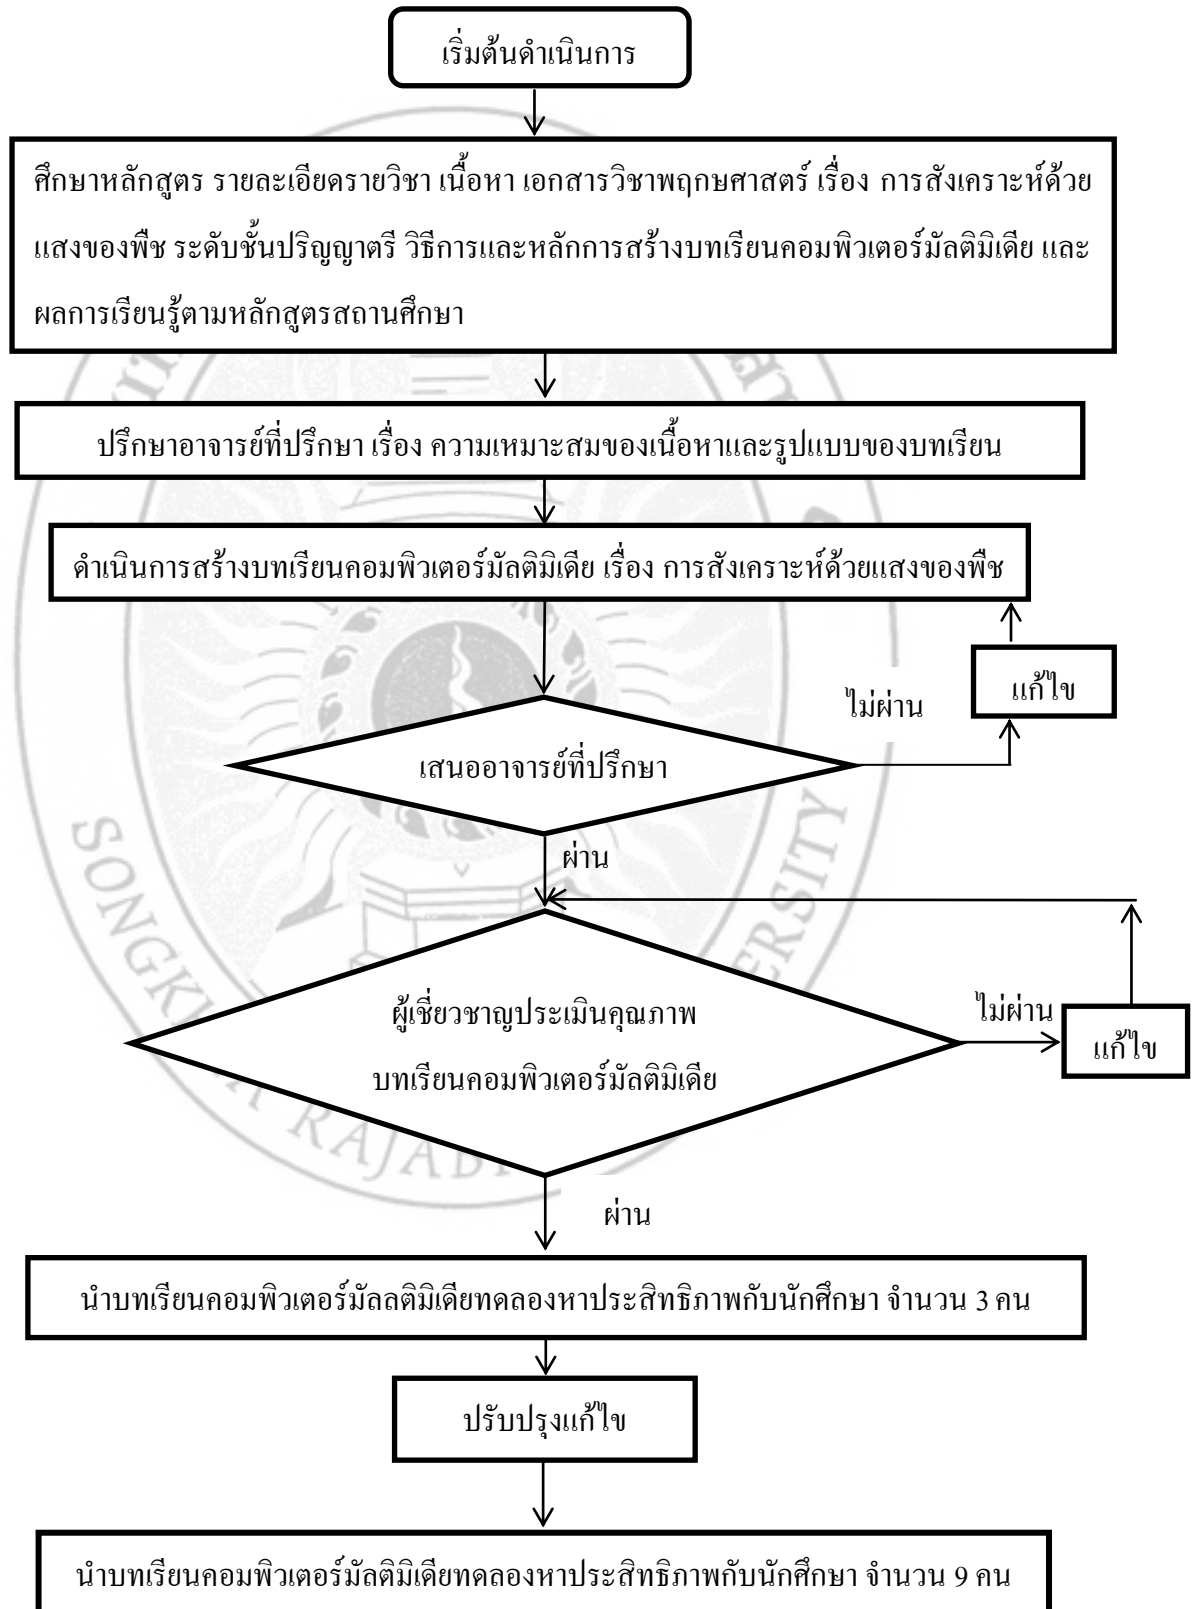 เริ่มต้นดำเนินการ
ศึกษาหลักสูตร รายละเอียดรายวิชา เนื้อหา เอกสารวิชาพฤกษศาสตร์ เรื่อง การสังเคราะห์ด้วย
แสงของพืช ระดับชั้นปริญญาตรี วิธีการและหลักการสร้างบทเรียนคอมพิวเตอร์มัลติมิเดีย และ
ผลการเรียนรู้ตามหลักสูตรสถานศึกษา
ปรึกษาอาจารย์ที่ปรึกษา เรื่อง ความเหมาะสมของเนื้อหาและรูปแบบของบทเรียน
ดำเนินการสร้างบทเรียนคอมพิวเตอร์มัลติมิเดีย เรื่อง การสังเคราะห์ด้วยแสงของพืช
ไม่ผ่าน
แก้ไข
เสนออาจารย์ที่ปรึกษา
ผ่าน
ผู้เชี่ยวชาญประเมินคุณภาพ
บทเรียนคอมพิวเตอร์มัลติมิเดีย
ไม่ผ่าน
แก้ไข
ผ่าน
นำบทเรียนคอมพิวเตอร์มัลลติมิเดียทดลองหาประสิทธิภาพกับนักศึกษา จำนวน 3 คน
ปรับปรุงแก้ไข
นำบทเรียนคอมพิวเตอร์มัลติมิเดียทดลองหาประสิทธิภาพกับนักศึกษา จำนวน 9 คน